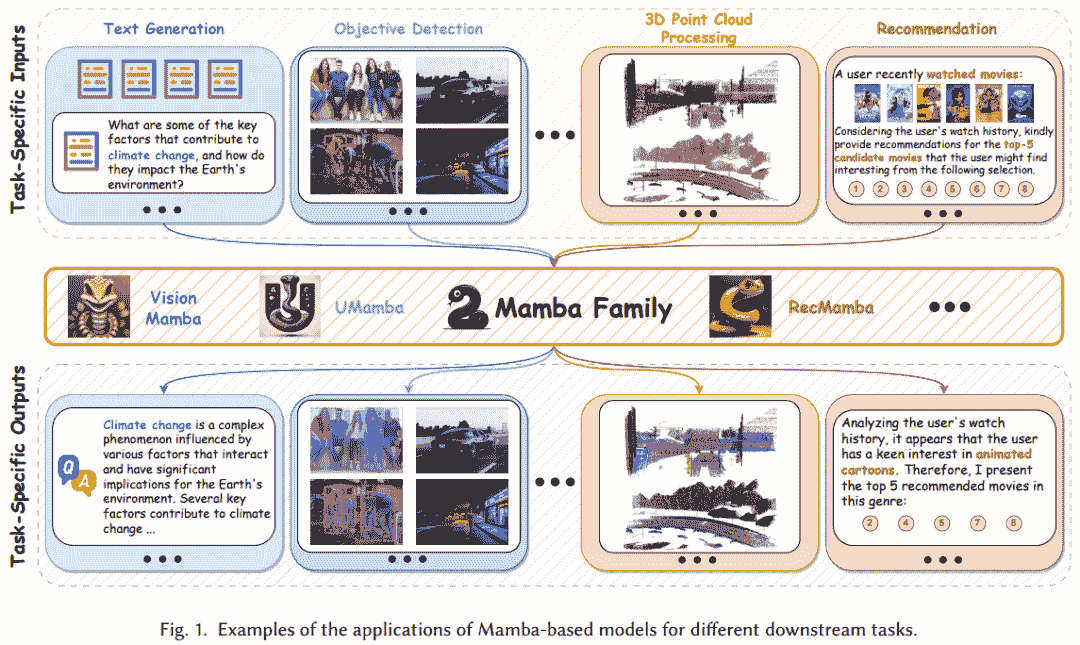 Task-Specific Inputs
Text Generation
What are some of the key
factors that contribute to
climate change, and how do
they impact the Earth's
environment?
Objective Detection
3D Point Cloud
Processing
Recommendation
A user recently watched movies:
Considering the user's watch history, kindly
provide recommendations for the top-5
candidate movies that the user might find
interesting from the following selection.
1 2 3 4 5 6 7 8
Vision
Mamba
UMamba
Mamba Family
RecMamba
Task-Specific Outputs
Q
A
Climate change is a complex
phenomenon influenced by
various factors that interact
and have significant
implications for the Earth's
environment. Several key
factors contribute to climate
change ...
Analyzing the user's watch
history, it appears that the user
has a keen interest in animated
cartoons. Therefore, I present
the top 5 recommended movies in
this genre:
2 4 5 7 8
Fig. 1. Examples of the applications of Mamba-based models for different downstream tasks.